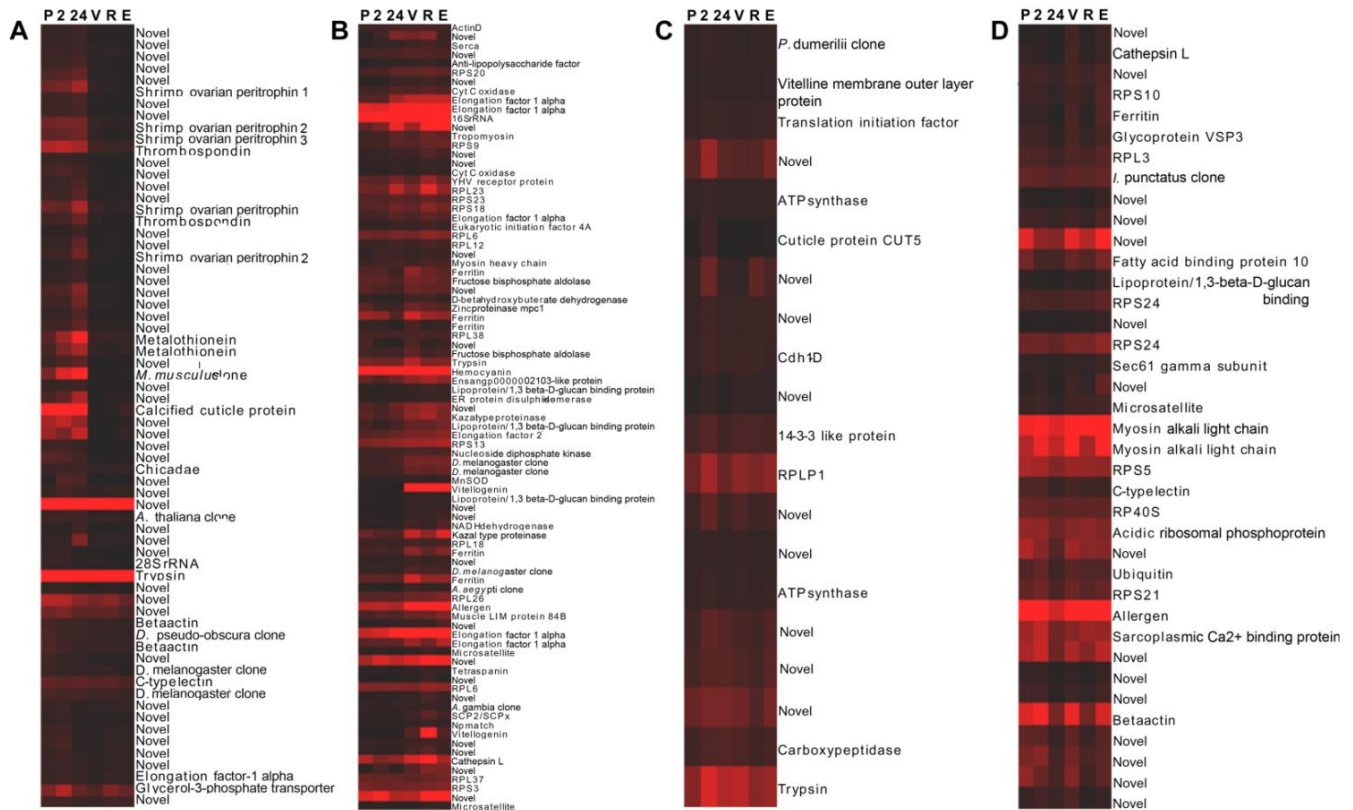 A
P 2 24 V R E
Novel
Novel
Novel
Novel
Novel
Shrimp ovarian peritrophin 1
Novel
Novel
Shrimp ovarian peritrophin 2
Shrimp ovarian peritrophin 3
Thrombospondin
Novel
Novel
Novel
Novel
Shrimp ovarian peritrophin
Thrombospondin
Novel
Novel
Shrimp ovarian peritrophin 2
Novel
Novel
Novel
Novel
Novel
Novel
Metalothionein
Metalothionein
Novel
M. musculus clone
Novel
Novel
Calcified cuticle protein
Novel
Novel
Novel
Novel
Chicadae
Novel
Novel
Novel
A. thaliana clone
Novel
Novel
Novel
28SrRNA
Trypsin
Novel
Novel
Novel
Betaactin
D. pseudo-obscura clone
Betaactin
Novel
D. melanogaster clone
C-typelectin
D. melanogaster clone
Novel
Novel
Novel
Novel
Novel
Novel
Elongation factor-1 alpha
Glycerol-3-phosphate transporter
Novel
B
P 2 24 V R E
ActinD
Novel
Serca
Novel
Anti-lipopolysaccharide factor
RPS20
Novel
Cyt C oxidase
Elongation factor 1 alpha
Elongation factor 1 alpha
16SrRNA
Novel
Tropomyosin
RPS9
Novel
Novel
Cyt C oxidase
YHV receptor protein
RPL23
RPS23
RPS18
Elongation factor 1 alpha
Eukaryotic initiation factor 4A
RPL6
RPL12
Novel
Myosin heavy chain
Ferritin
Fructose bisphosphate aldolase
Novel
D-betahydroxybuterate dehydrogenase
Zincproteinase mpc1
Ferritin
Ferritin
RPL38
Novel
Fructose bisphosphate aldolase
Trypsin
Hemocyanin
Ensangp0000002103-like protein
Lipoprotein/1,3 beta-D-glucan binding protein
ER protein disulphideisomerase
Novel
Kazatypeproteinase
Lipoprotein/1,3 beta-D-glucan binding protein
Elongation factor 2
RPS13
Nucleoside diphosphate kinase
D. melanogaster clone
D. melanogaster clone
MnSOD
Vitellogenin
Lipoprotein/1,3 beta-D-glucan binding protein
Novel
Novel
NADHdehydrogenase
Kazal type proteinase
RPL18
Ferritin
Novel
D. melanogaster clone
Ferritin
A. aegypti clone
RPL26
Allergen
Muscle LIM protein 84B
Novel
Elongation factor 1 alpha
Elongation factor 1 alpha
Microsatellite
Novel
Tetraspanin
Novel
RPL6
Novel
A. gambia clone
SCP2/SCPx
Npmatch
Vitellogenin
Novel
Novel
Cathepsin L
Novel
RPL37
RPS3
Novel
Microsatellite
C
P 2 24 V R E
P. dumerilii clone
Vitelline membrane outer layer
protein
Translation initiation factor
Novel
ATPsynthase
Cuticle protein CUT5
Novel
Novel
Cdh1D
Novel
14-3-3 like protein
RPLP1
Novel
Novel
ATPsynthase
Novel
Novel
Novel
Carboxypeptidase
Trypsin
D
P 2 24 V R E
Novel
Cathepsin L
Novel
RPS10
Ferritin
Glycoprotein VSP3
RPL3
I. punctatus clone
Novel
Novel
Novel
Fatty acid binding protein 10
Lipoprotein/1,3-beta-D-glucan
binding
RPS24
Novel
RPS24
Sec61 gamma subunit
Novel
Microsatellite
Myosin alkali light chain
Myosin alkali light chain
RPS5
C-typelectin
RP40S
Acidic ribosomal phosphoprotein
Novel
Ubiquitin
RPS21
Allergen
Sarcoplasmic Ca2+ binding protein
Novel
Novel
Novel
Betaactin
Novel
Novel
Novel
Novel